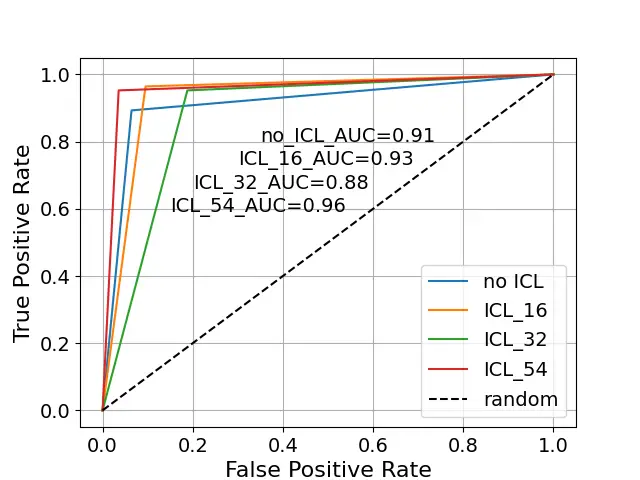 1.0
0.8
0.6
0.4
0.2
0.0
True Positive Rate
no_ICL_AUC=0.91
ICL_16_AUC=0.93
ICL_32_AUC=0.88
ICL_54_AUC=0.96
no ICL
ICL_16
ICL_32
ICL_54
random
0.0 0.2 0.4 0.6 0.8 1.0
False Positive Rate